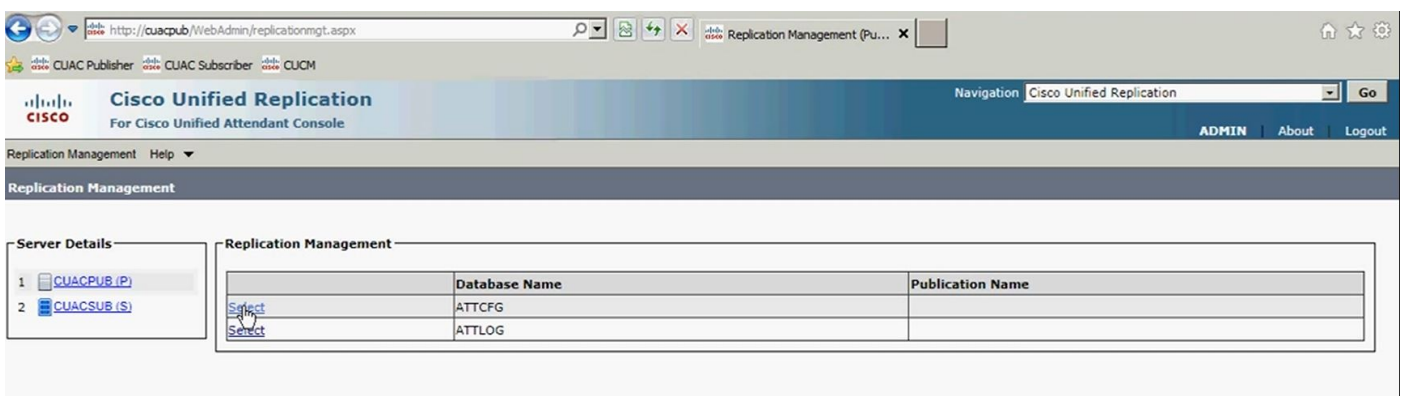 http://cuacpub/WebAdmin/replicationmgt.aspx
Replication Management (Pu... X
CUAC Publisher CUAC Subscriber CUCM
CISCO
Cisco Unified Replication
For Cisco Unified Attendant Console
Navigation Cisco Unified Replication Go
ADMIN | About | Logout
Replication Management Help
Replication Management
Server Details
1 CUACPUB (P)
2 CUACSUB (S)
Replication Management
Database Name Publication Name
Select ATTCFG
Select ATTLOG